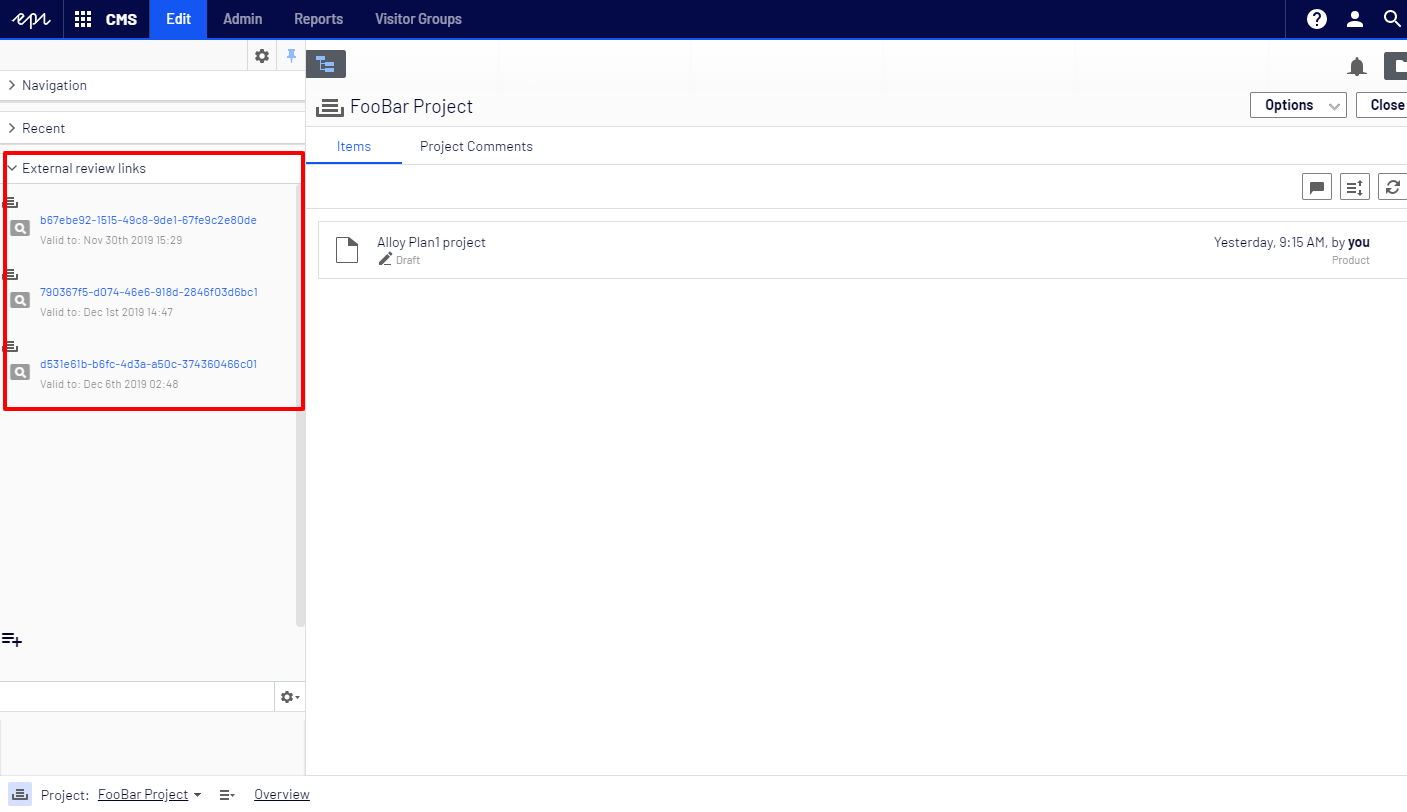 epi
CMS
Edit
Admin
Reports
Visitor Groups
Navigation
Recent
External review links
b67ebe92-1515-49c8-9de1-67fe9c2e80de
Valid to: Nov 30th 2019 15:29
790367f5-d074-46e6-918d-2846f03d6bc1
Valid to: Dec 1st 2019 14:47
d531e61b-b6fc-4d3a-a50c-374360466c01
Valid to: Dec 6th 2019 02:48
FooBar Project
Options
Close
Items
Project Comments
Alloy Plan1 project
Draft
Yesterday, 9:15 AM, by you
Product
Project: FooBar Project
Overview